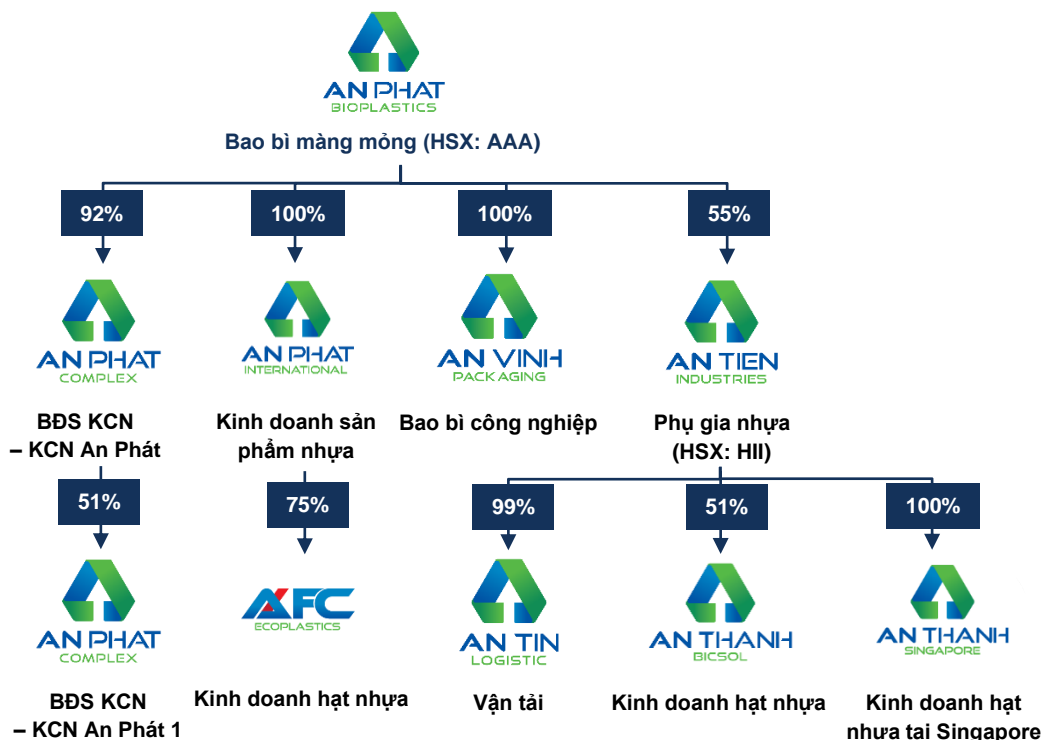 AN PHAT
BIOPLASTICS
Bao bì màng mỏng (HSX: AAA)
92%
100%
100%
55%
AN PHAT
COMPLEX
AN PHAT
INTERNATIONAL
AN VINH
PACKAGING
AN TIEN
INDUSTRIES
BĐS KCN
– KCN An Phát
Kinh doanh sản
phẩm nhựa
Bao bì công nghiệp
Phụ gia nhựa
(HSX: HII)
51%
75%
99%
51%
100%
AN PHAT
COMPLEX
AFC
ECOPLASTICS
AN TIN
LOGISTIC
AN THANH
BICSOL
AN THANH
SINGAPORE
BĐS KCN
– KCN An Phát 1
Kinh doanh hạt nhựa
Vận tải
Kinh doanh hạt nhựa
Kinh doanh hạt
nhựa tại Singapore